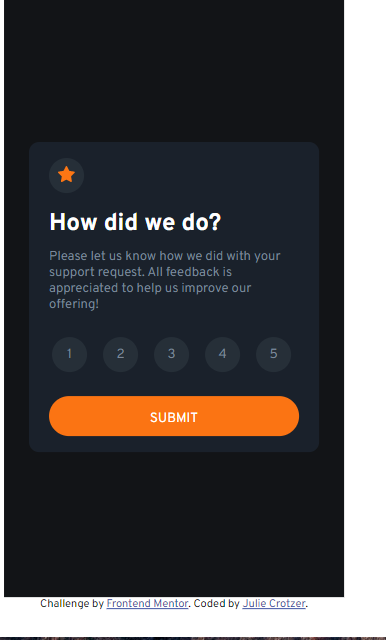 How did we do?
Please let us know how we did with your
support request. All feedback is
appreciated to help us improve our
offering!
1 2 3 4 5
SUBMIT
Challenge by Frontend Mentor. Coded by Julie Crotzer.